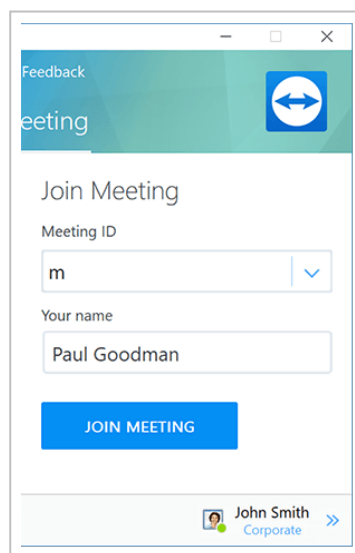 Feedback
eeting
Join Meeting
Meeting ID
m
Your name
Paul Goodman
JOIN MEETING
John Smith
Corporate